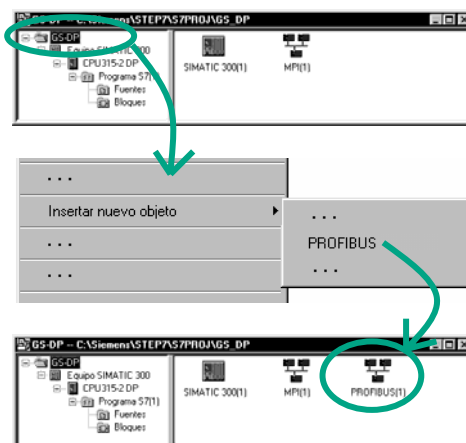 GS-DP -- C:\Siemens\STEP7\S7PROJ\GS_DP
GS-DP
Equipo SIMATIC 300
CPU315-2 DP
Programa S7(1)
Fuentes
Bloques
SIMATIC 300(1)
MPI(1)
. . .
Insertar nuevo objeto
. . .
. . .
. . .
PROFIBUS
. . .
GS-DP -- C:\Siemens\STEP7\S7PROJ\GS_DP
GS-DP
Equipo SIMATIC 300
CPU315-2 DP
Programa S7(1)
Fuentes
Bloques
SIMATIC 300(1)
MPI(1)
PROFIBUS(1)